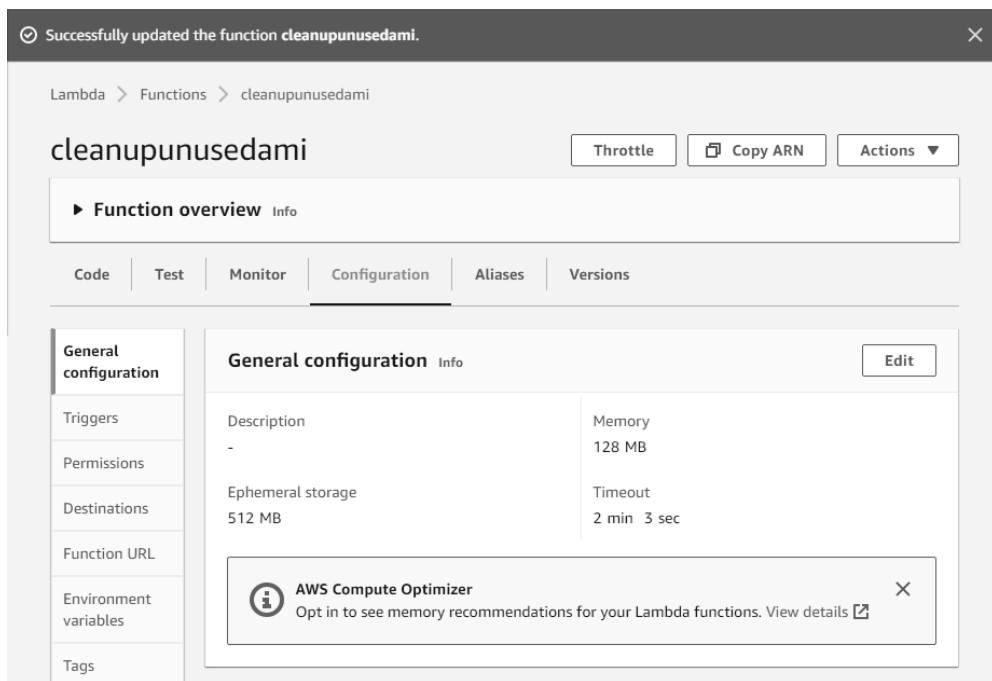 Successfully updated the function cleanupunusedami.
Lambda > Functions > cleanupunusedami
cleanupunusedami
Throttle
Copy ARN
Actions
Function overview Info
Code
Test
Monitor
Configuration
Aliases
Versions
General
configuration
Triggers
Permissions
Destinations
Function URL
Environment
variables
Tags
General configuration Info
Edit
Description
-
Memory
128 MB
Ephemeral storage
512 MB
Timeout
2 min 3 sec
AWS Compute Optimizer
Opt in to see memory recommendations for your Lambda functions. View details